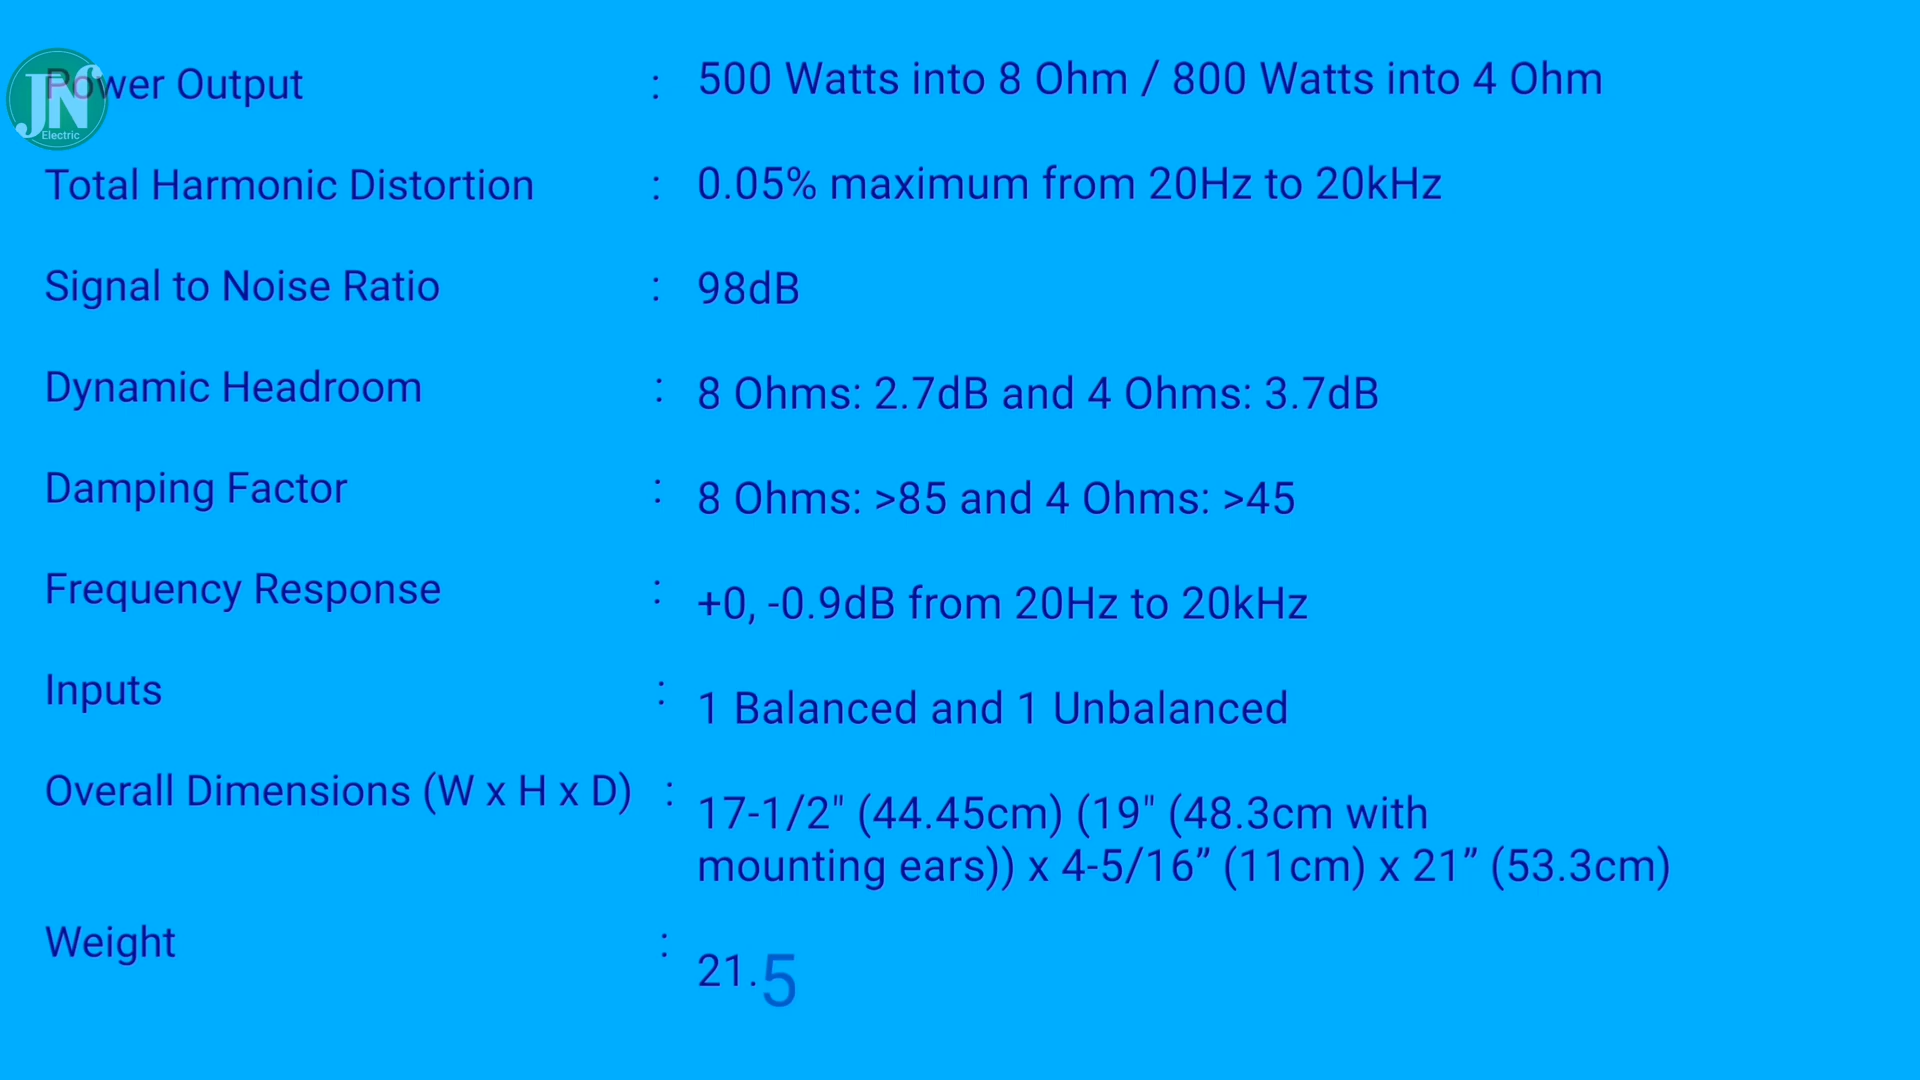 JN
Electric
Power Output : 500 Watts into 8 Ohm / 800 Watts into 4 Ohm
Total Harmonic Distortion : 0.05% maximum from 20Hz to 20kHz
Signal to Noise Ratio : 98dB
Dynamic Headroom : 8 Ohms: 2.7dB and 4 Ohms: 3.7dB
Damping Factor : 8 Ohms: >85 and 4 Ohms: >45
Frequency Response : +0, -0.9dB from 20Hz to 20kHz
Inputs : 1 Balanced and 1 Unbalanced
Overall Dimensions (W x H x D) : 17-1/2" (44.45cm) (19" (48.3cm with
mounting ears)) x 4-5/16” (11cm) x 21” (53.3cm)
Weight : 21.5